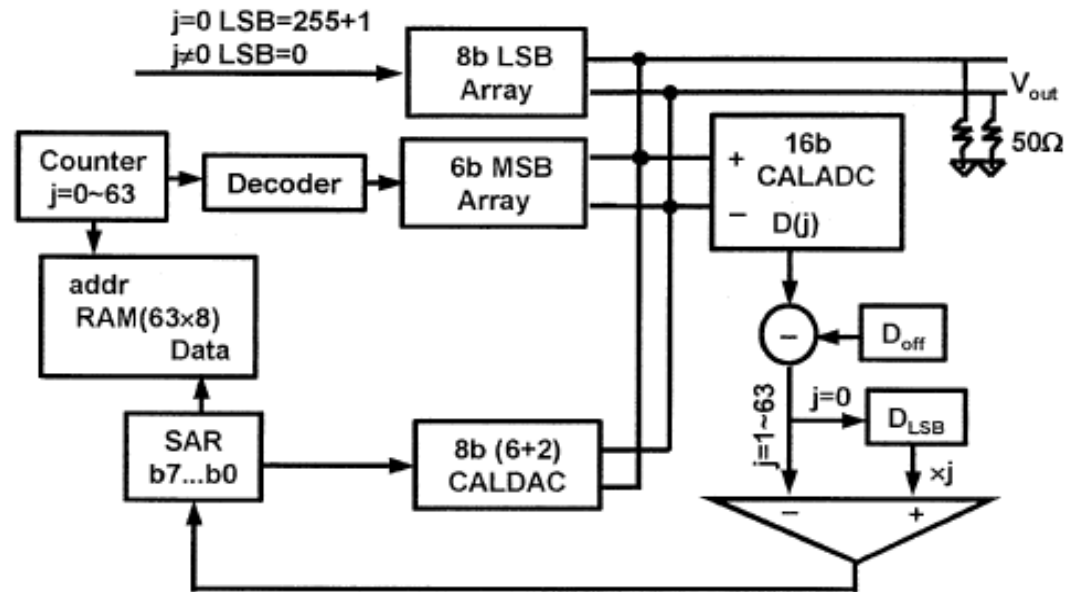 j=0 LSB=255+1
j≠0 LSB=0
8b LSB
Array
V_out
50Ω
Counter
j=0~63
Decoder
6b MSB
Array
+
−
16b
CALADC
D(j)
addr
RAM(63×8)
Data
−
D_off
j=1~63
j=0
D_LSB
×j
SAR
b7...b0
8b (6+2)
CALDAC
−
+